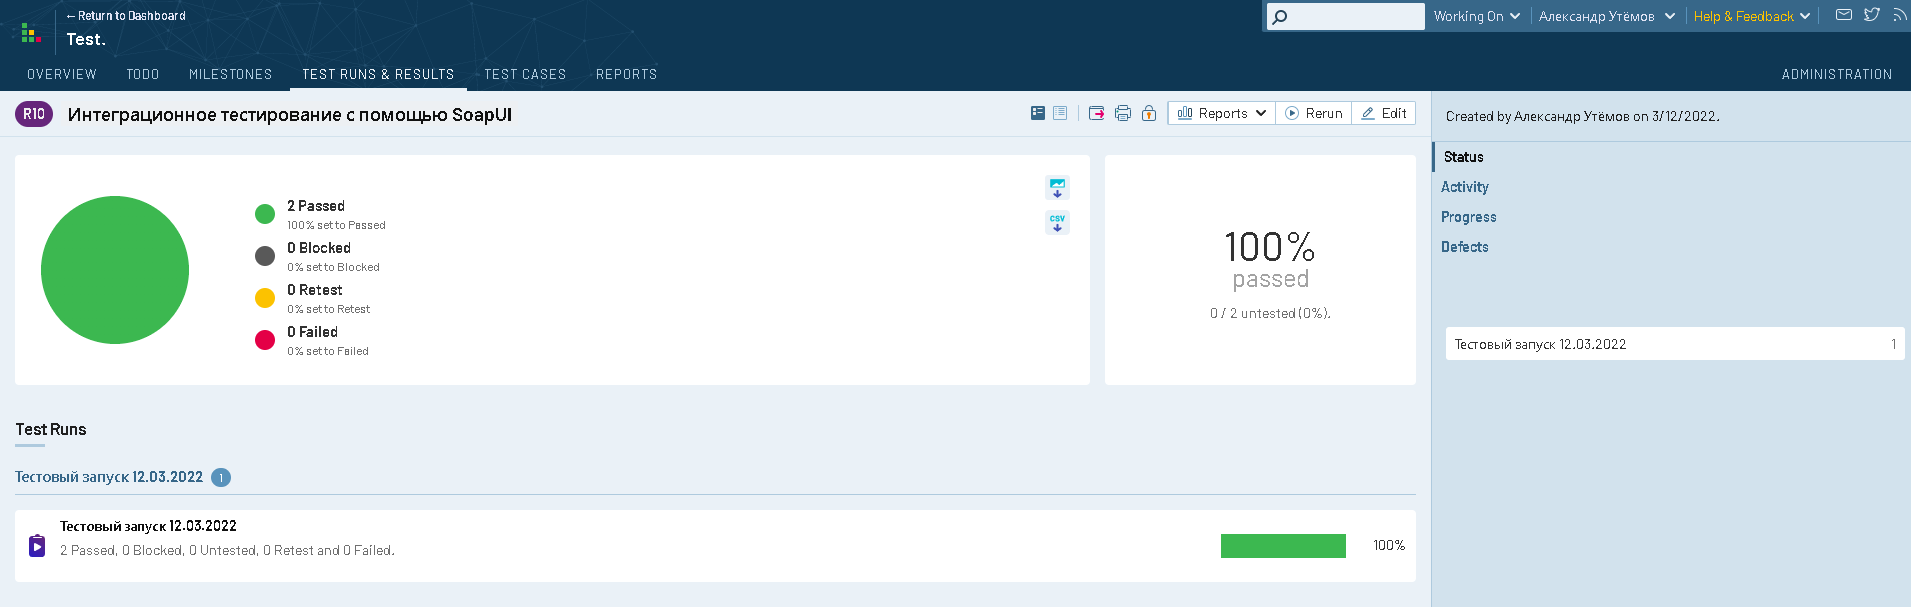 ←Return to Dashboard
Test.
Working On
Александр Утёмов
Help & Feedback
OVERVIEW TODO MILESTONES TEST RUNS & RESULTS TEST CASES REPORTS ADMINISTRATION
R10 Интеграционное тестирование с помощью SoapUI
Reports Rerun Edit
Created by Александр Утёмов on 3/12/2022.
Status
Activity
Progress
Defects
Тестовый запуск 12.03.2022 1
2 Passed
100% set to Passed
0 Blocked
0% set to Blocked
0 Retest
0% set to Retest
0 Failed
0% set to Failed
CSV
100%
passed
0 / 2 untested (0%).
Test Runs
Тестовый запуск 12.03.2022 1
Тестовый запуск 12.03.2022
2 Passed, 0 Blocked, 0 Untested, 0 Retest and 0 Failed.
100%